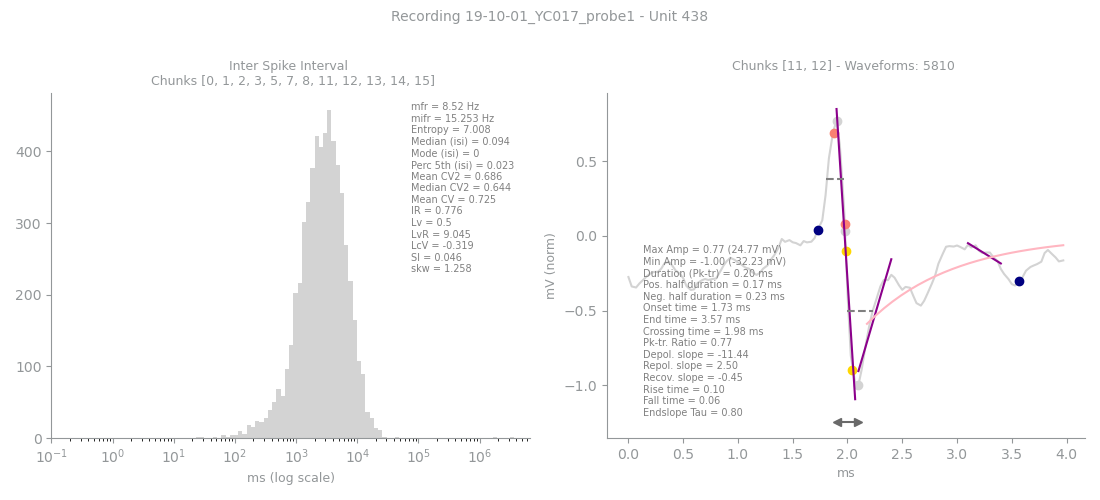 Recording 19-10-01_YC017_probe1 - Unit 438
Inter Spike Interval
Chunks [0, 1, 2, 3, 5, 7, 8, 11, 12, 13, 14, 15]
mfr = 8.52 Hz
mifr = 15.253 Hz
Entropy = 7.008
Median (isi) = 0.094
Mode (isi) = 0
Perc 5th (isi) = 0.023
Mean CV2 = 0.686
Median CV2 = 0.644
Mean CV = 0.725
IR = 0.776
Lv = 0.5
LvR = 9.045
LcV = -0.319
SI = 0.046
skw = 1.258
400
300
200
100
0
10⁻¹ 10⁰ 10¹ 10² 10³ 10⁴ 10⁵ 10⁶
ms (log scale)
Chunks [11, 12] - Waveforms: 5810
mV (norm)
0.5
0.0
−0.5
−1.0
Max Amp = 0.77 (24.77 mV)
Min Amp = -1.00 (-32.23 mV)
Duration (Pk-tr) = 0.20 ms
Pos. half duration = 0.17 ms
Neg. half duration = 0.23 ms
Onset time = 1.73 ms
End time = 3.57 ms
Crossing time = 1.98 ms
Pk-tr. Ratio = 0.77
Depol. slope = -11.44
Repol. slope = 2.50
Recov. slope = -0.45
Rise time = 0.10
Fall time = 0.06
Endslope Tau = 0.80
0.0 0.5 1.0 1.5 2.0 2.5 3.0 3.5 4.0
ms